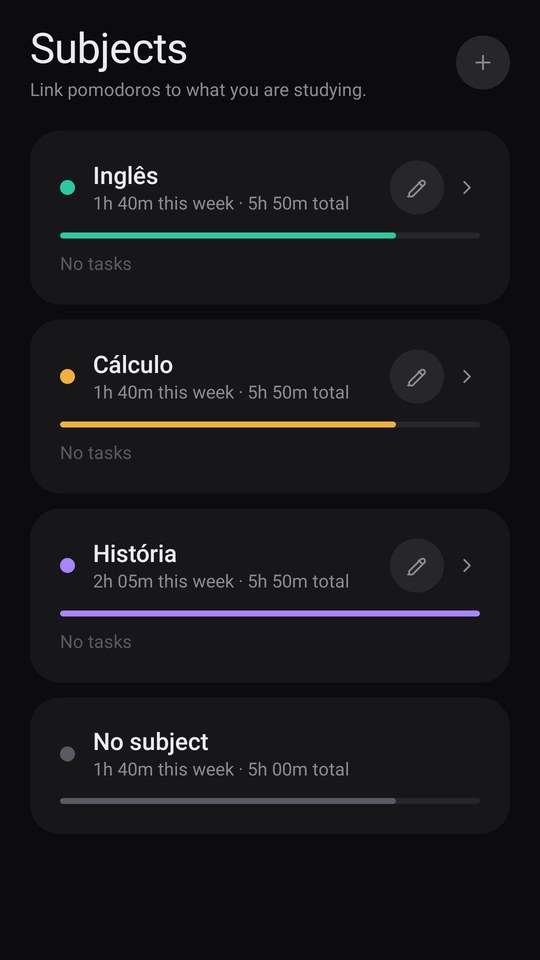 Subjects
Link pomodoros to what you are studying.
Inglês
1h 40m this week · 5h 50m total
No tasks
Cálculo
1h 40m this week · 5h 50m total
No tasks
História
2h 05m this week · 5h 50m total
No tasks
No subject
1h 40m this week · 5h 00m total